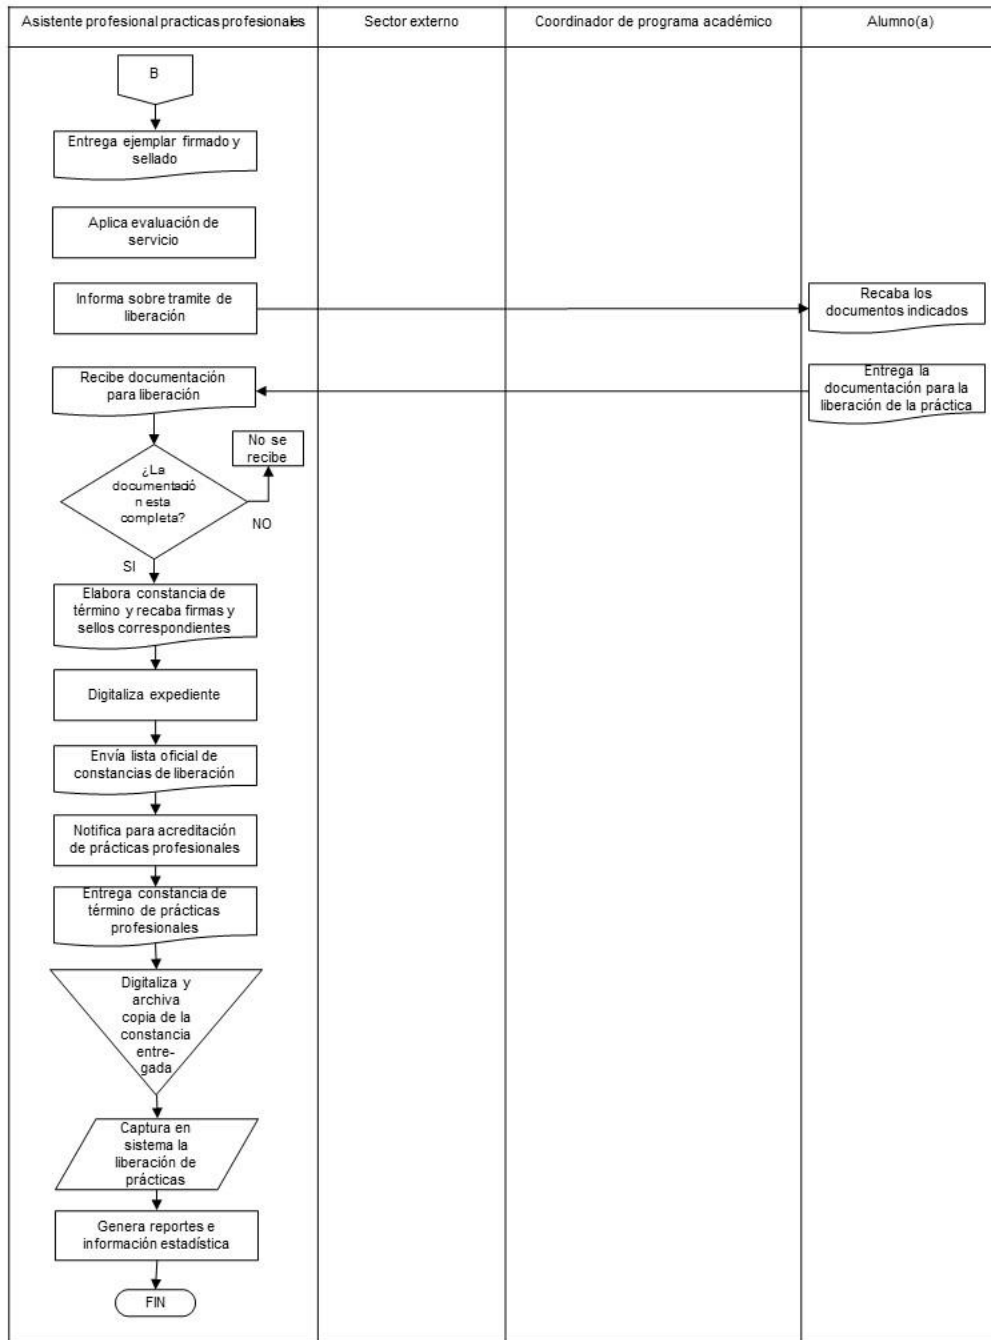 Asistente profesional practicas profesionales
Sector externo
Coordinador de programa académico
Alumno(a)
B
Entrega ejemplar firmado y
sellado
Aplica evaluación de
servicio
Informa sobre tramite de
liberación
Recaba los
documentos indicados
Recibe documentación
para liberación
Entrega la
documentación para la
liberación de la práctica
¿La
documentació
n esta
completa?
No se
recibe
NO
SI
Elabora constancia de
término y recaba firmas y
sellos correspondientes
Digitaliza expediente
Envía lista oficial de
constancias de liberación
Notifica para acreditación
de prácticas profesionales
Entrega constancia de
término de prácticas
profesionales
Digitaliza y
archiva
copia de la
constancia
entre-
gada
Captura en
sistema la
liberación de
prácticas
Genera reportes e
información estadística
FIN